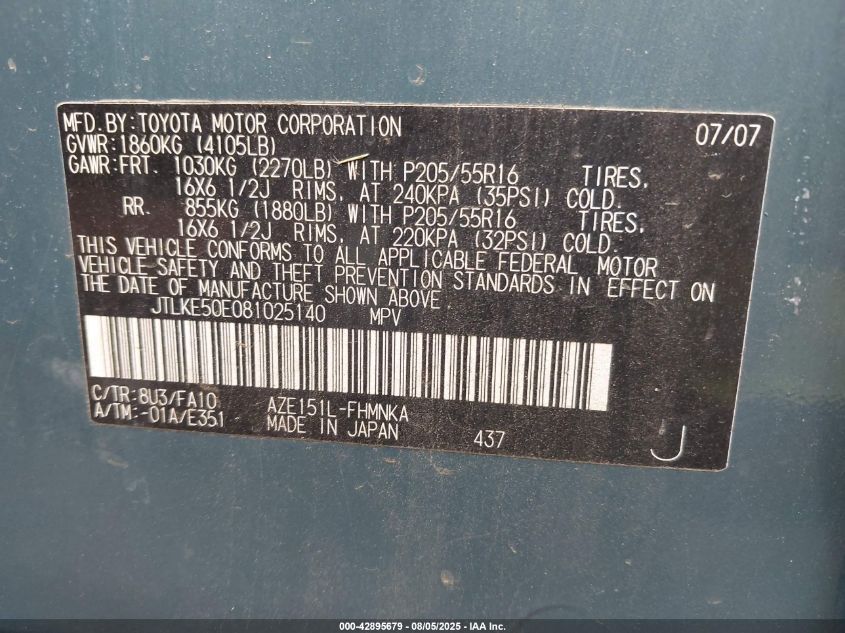 MFD.BY:TOYOTA MOTOR CORPORATION 07/07
GVWR:1860KG (4105LB)
GAWR:FRT. 1030KG (2270LB) WITH P205/55R16 TIRES,
16X6 1/2J RIMS, AT 240KPA (35PSI) COLD.
RR. 855KG (1880LB) WITH P205/55R16 TIRES,
16X6 1/2J RIMS, AT 220KPA (32PSI) COLD.
THIS VEHICLE CONFORMS TO ALL APPLICABLE FEDERAL MOTOR
VEHICLE SAFETY AND THEFT PREVENTION STANDARDS IN EFFECT ON
THE DATE OF MANUFACTURE SHOWN ABOVE.
JTLKE50E081025140 MPV
C/TR:8U3/FA10 AZE151L-FHMNKA
A/TM:-01A/E351 MADE IN JAPAN 437 J
000-42895679 - 08/05/2025 - IAA Inc.